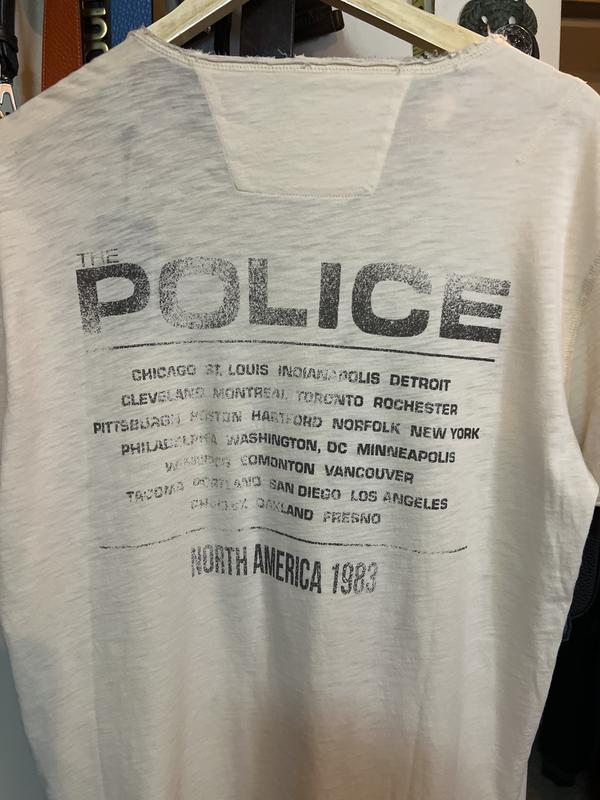 THE
POLICE
CHICAGO ST. LOUIS INDIANAPOLIS DETROIT
CLEVELAND MONTREAL TORONTO ROCHESTER
PITTSBURGH BOSTON HARTFORD NORFOLK NEW YORK
PHILADELPHIA WASHINGTON, DC MINNEAPOLIS
WINNIPEG EDMONTON VANCOUVER
TACOMA PORTLAND SAN DIEGO LOS ANGELES
OAKLAND FRESNO
NORTH AMERICA 1983